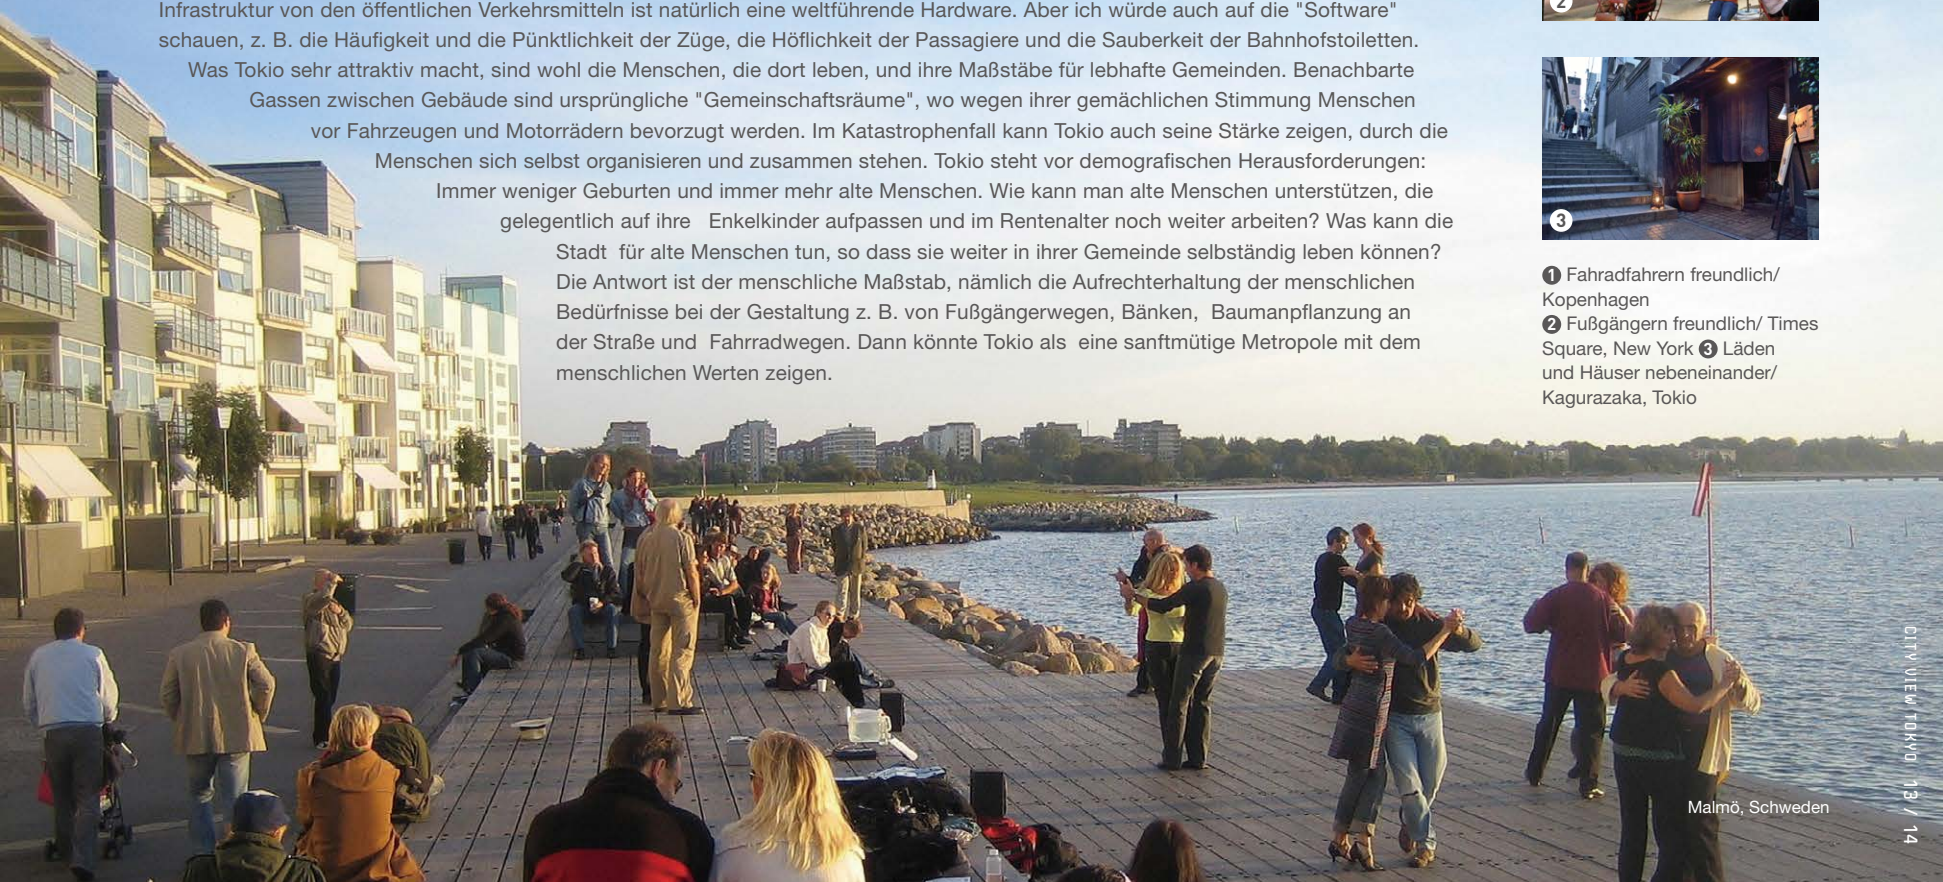 Infrastruktur von den öffentlichen Verkehrsmitteln ist natürlich eine weltführende Hardware. Aber ich würde auch auf die "Software"
schauen, z. B. die Häufigkeit und die Pünktlichkeit der Züge, die Höflichkeit der Passagiere und die Sauberkeit der Bahnhofstoiletten.
Was Tokio sehr attraktiv macht, sind wohl die Menschen, die dort leben, und ihre Maßstäbe für lebhafte Gemeinden. Benachbarte
Gassen zwischen Gebäude sind ursprüngliche "Gemeinschaftsräume", wo wegen ihrer gemächlichen Stimmung Menschen
vor Fahrzeugen und Motorrädern bevorzugt werden. Im Katastrophenfall kann Tokio auch seine Stärke zeigen, durch die
Menschen sich selbst organisieren und zusammen stehen. Tokio steht vor demografischen Herausforderungen:
Immer weniger Geburten und immer mehr alte Menschen. Wie kann man alte Menschen unterstützen, die
gelegentlich auf ihre Enkelkinder aufpassen und im Rentenalter noch weiter arbeiten? Was kann die
Stadt für alte Menschen tun, so dass sie weiter in ihrer Gemeinde selbständig leben können?
Die Antwort ist der menschliche Maßstab, nämlich die Aufrechterhaltung der menschlichen
Bedürfnisse bei der Gestaltung z. B. von Fußgängerwegen, Bänken, Baumanpflanzung an
der Straße und Fahrradwegen. Dann könnte Tokio als eine sanftmütige Metropole mit dem
menschlichen Werten zeigen.
2
3
1 Fahradfahrern freundlich/
Kopenhagen
2 Fußgängern freundlich/ Times
Square, New York 3 Läden
und Häuser nebeneinander/
Kagurazaka, Tokio
Malmö, Schweden
CITY VIEW TOKYO 13 / 14